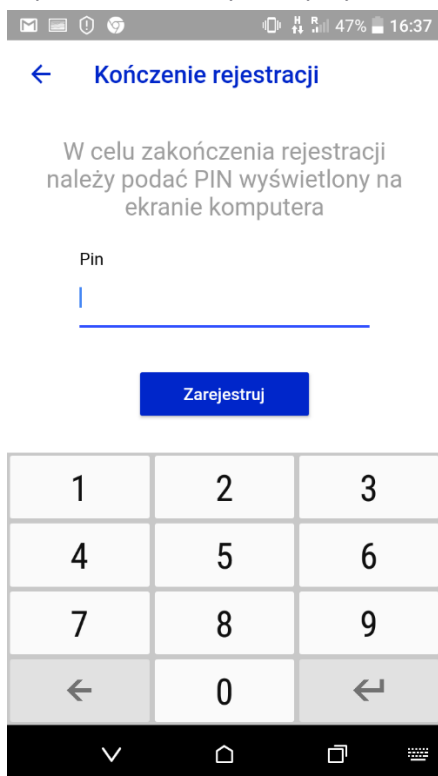 H R 47% 16:37
Kończenie rejestracji
W celu zakończenia rejestracji
należy podać PIN wyświetlony na
ekranie komputera
Pin
Zarejestruj
1 2 3
4 5 6
7 8 9
0